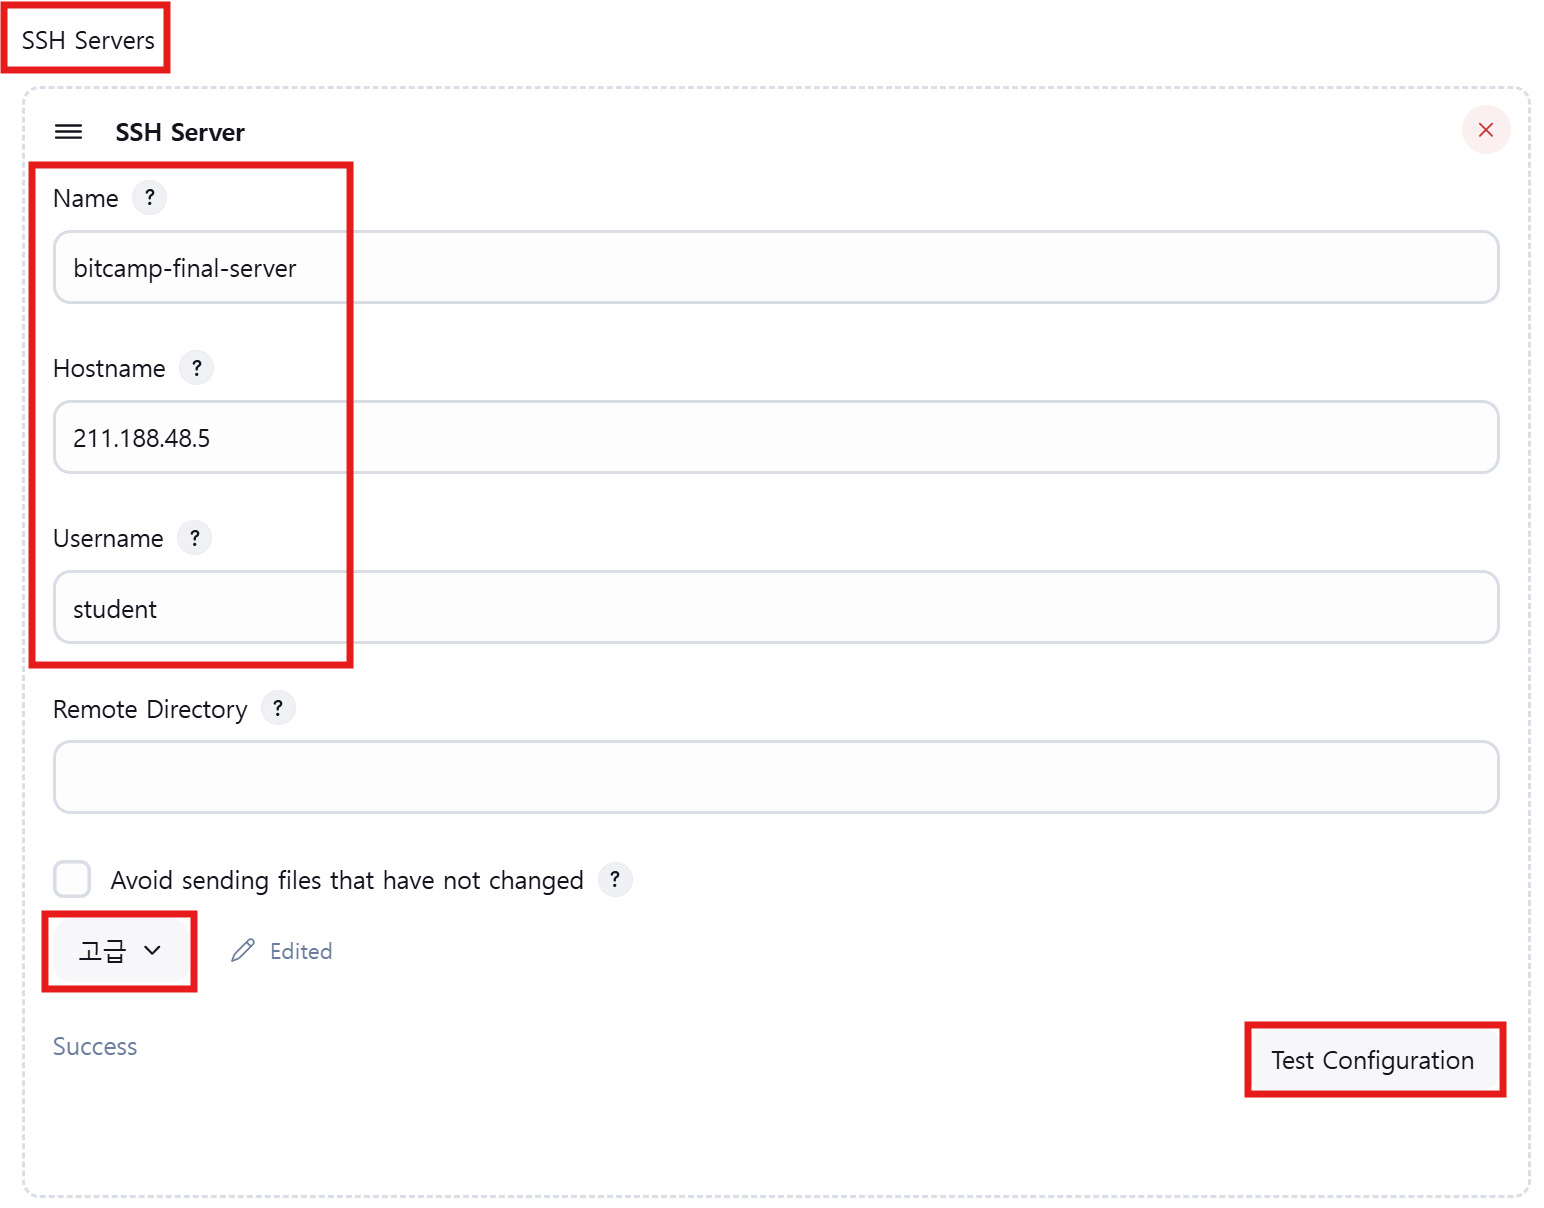 SSH Servers
SSH Server
Name ?
bitcamp-final-server
Hostname ?
211.188.48.5
Username ?
student
Remote Directory ?
Avoid sending files that have not changed ?
고급 Edited
Success
Test Configuration